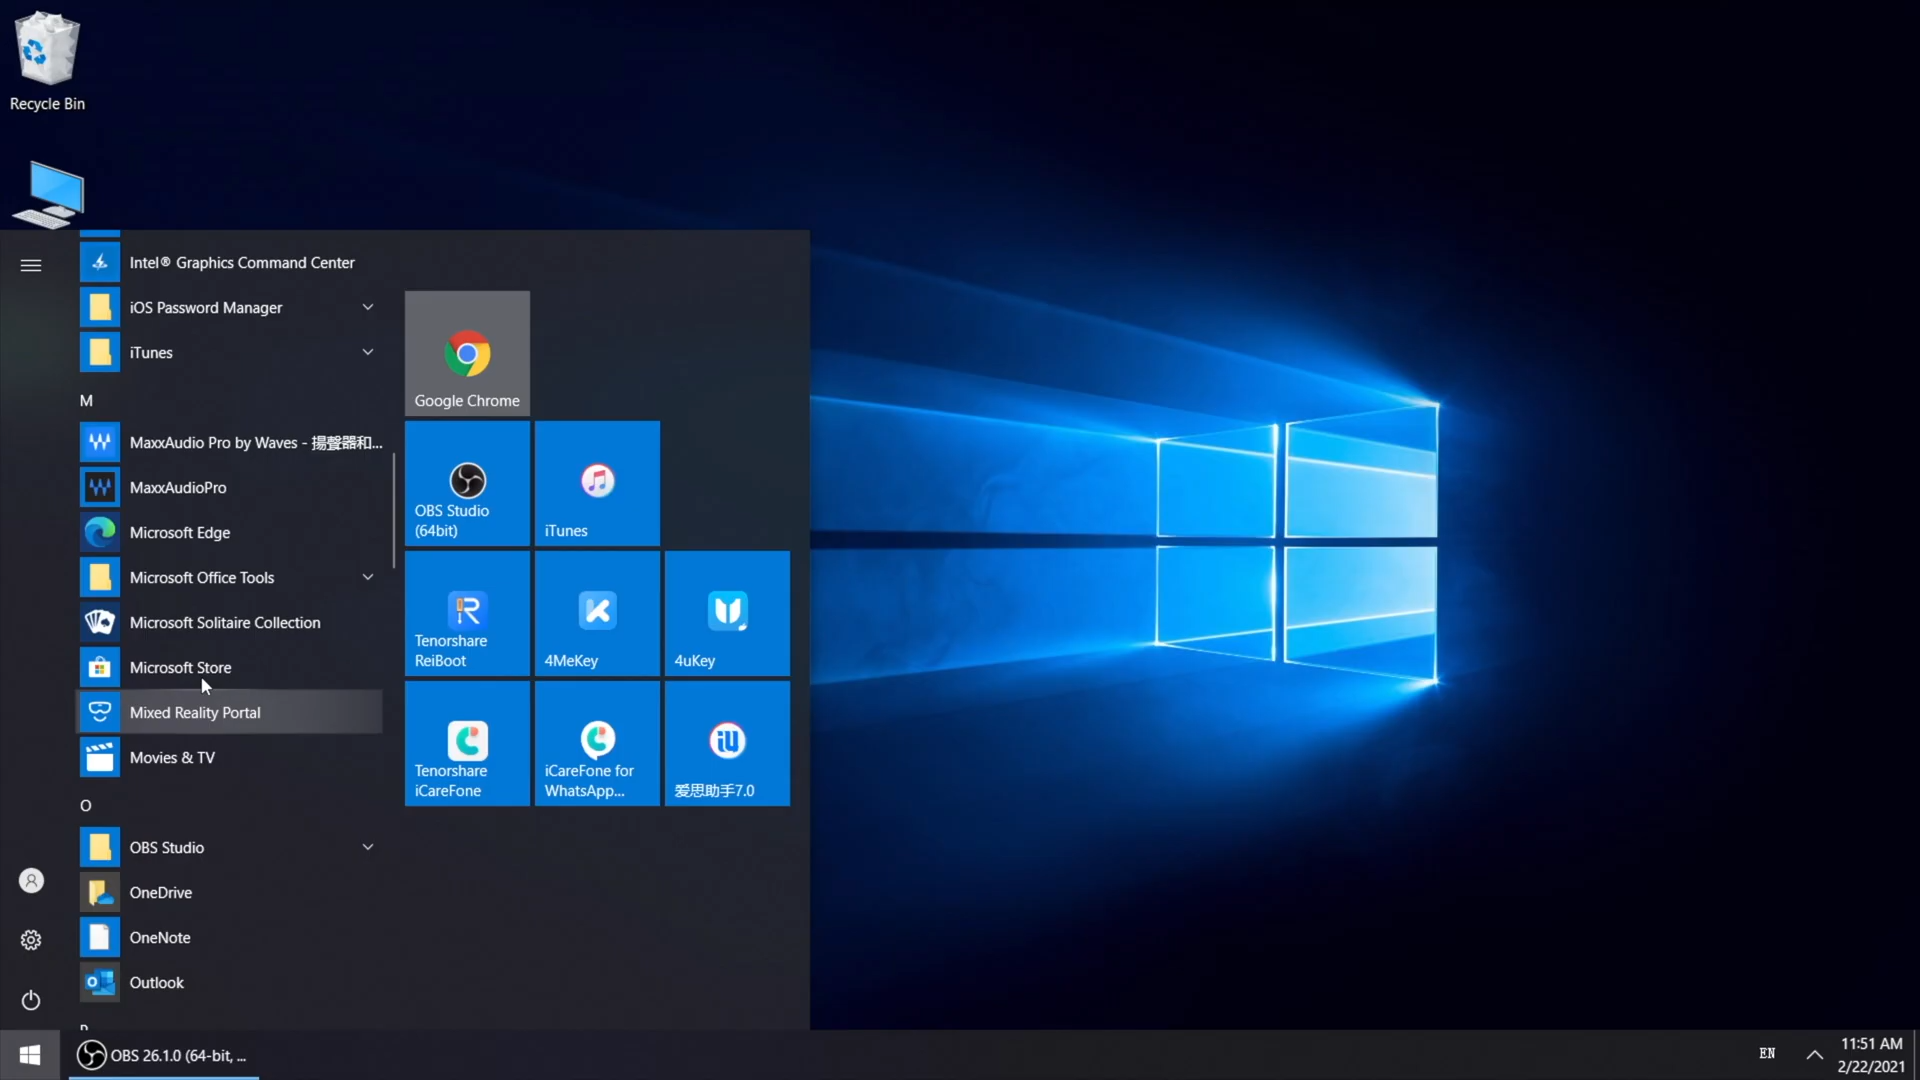 Recycle Bin
Intel® Graphics Command Center
iOS Password Manager
iTunes
M
MaxxAudio Pro by Waves - 揚聲器和...
MaxxAudioPro
Microsoft Edge
Microsoft Office Tools
Microsoft Solitaire Collection
Microsoft Store
Mixed Reality Portal
Movies & TV
O
OBS Studio
OneDrive
OneNote
Outlook
Google Chrome
OBS Studio
(64bit)
iTunes
Tenorshare
ReiBoot
4MeKey
4uKey
Tenorshare
iCareFone
iCareFone for
WhatsApp...
爱思助手7.0
OBS 26.1.0 (64-bit, ...
EN
11:51 AM
2/22/2021